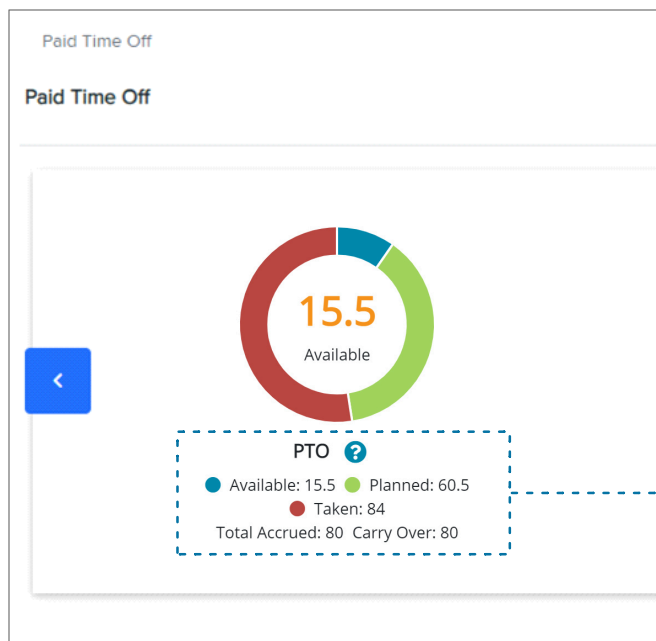 Paid Time Off
Paid Time Off
15.5
Available
PTO ?
Available: 15.5 Planned: 60.5
Taken: 84
Total Accrued: 80 Carry Over: 80